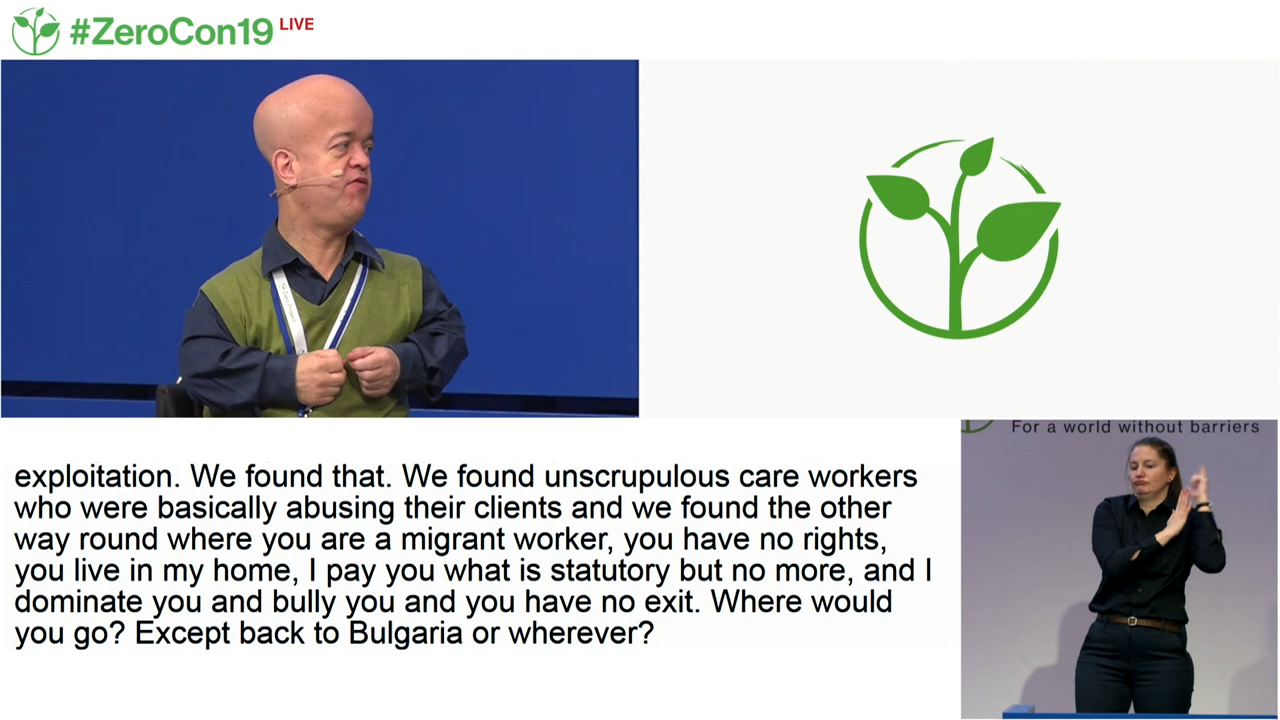 #ZeroCon19 LIVE
For a world without barriers
exploitation. We found that. We found unscrupulous care workers
who were basically abusing their clients and we found the other
way round where you are a migrant worker, you have no rights,
you live in my home, I pay you what is statutory but no more, and I
dominate you and bully you and you have no exit. Where would
you go? Except back to Bulgaria or wherever?